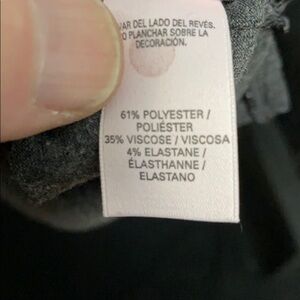 VAR DEL LADO DEL REVÉS.
O PLANCHAR SOBRE LA
DECORACIÓN.
61% POLYESTER /
POLIÉSTER
35% VISCOSE / VISCOSA
4% ELASTANE /
ÉLASTHANNE /
ELASTANO